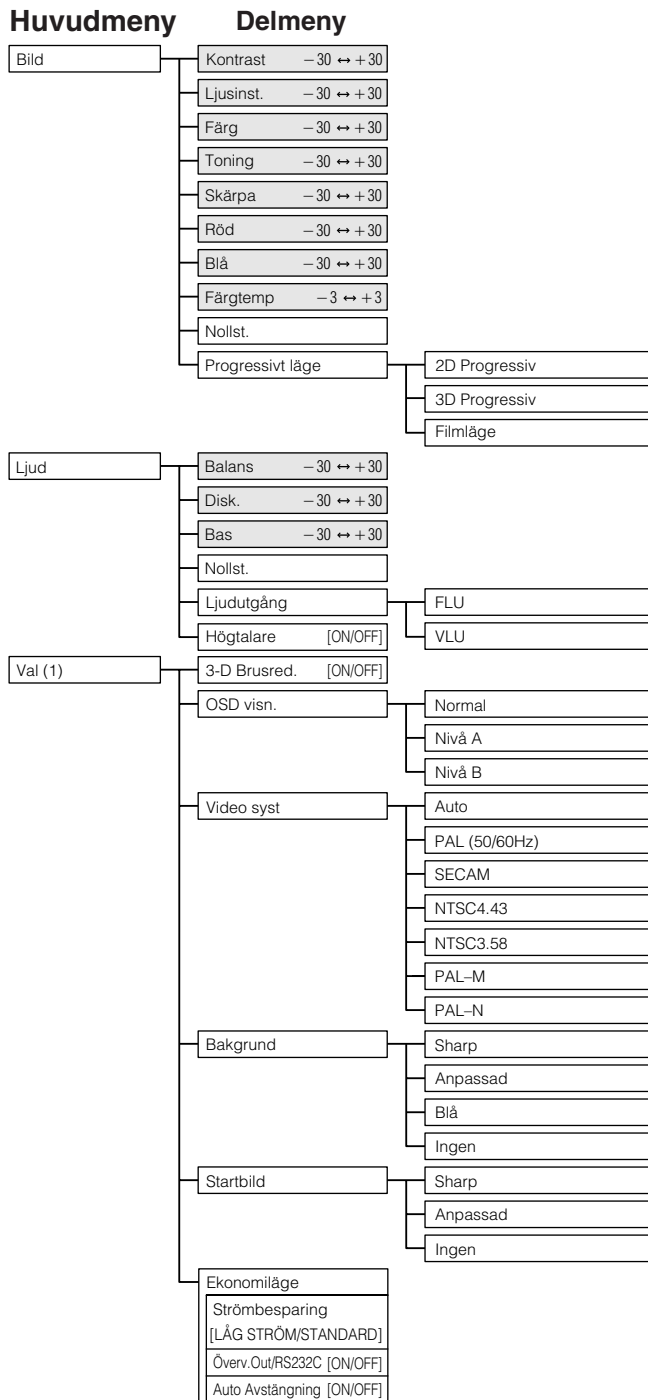 Huvudmeny Delmeny
Bild
Kontrast −30 ↔ +30
Ljusinst. −30 ↔ +30
Färg −30 ↔ +30
Toning −30 ↔ +30
Skärpa −30 ↔ +30
Röd −30 ↔ +30
Blå −30 ↔ +30
Färgtemp −3 ↔ +3
Nollst.
Progressivt läge
2D Progressiv
3D Progressiv
Filmläge
Ljud
Balans −30 ↔ +30
Disk. −30 ↔ +30
Bas −30 ↔ +30
Nollst.
Ljudutgång
FLU
VLU
Högtalare [ON/OFF]
Val (1)
3-D Brusred. [ON/OFF]
OSD visn.
Normal
Nivå A
Nivå B
Video syst
Auto
PAL (50/60Hz)
SECAM
NTSC4.43
NTSC3.58
PAL–M
PAL–N
Bakgrund
Sharp
Anpassad
Blå
Ingen
Startbild
Sharp
Anpassad
Ingen
Ekonomiläge
Strömbesparing
[LÅG STRÖM/STANDARD]
Överv.Out/RS232C [ON/OFF]
Auto Avstängning [ON/OFF]